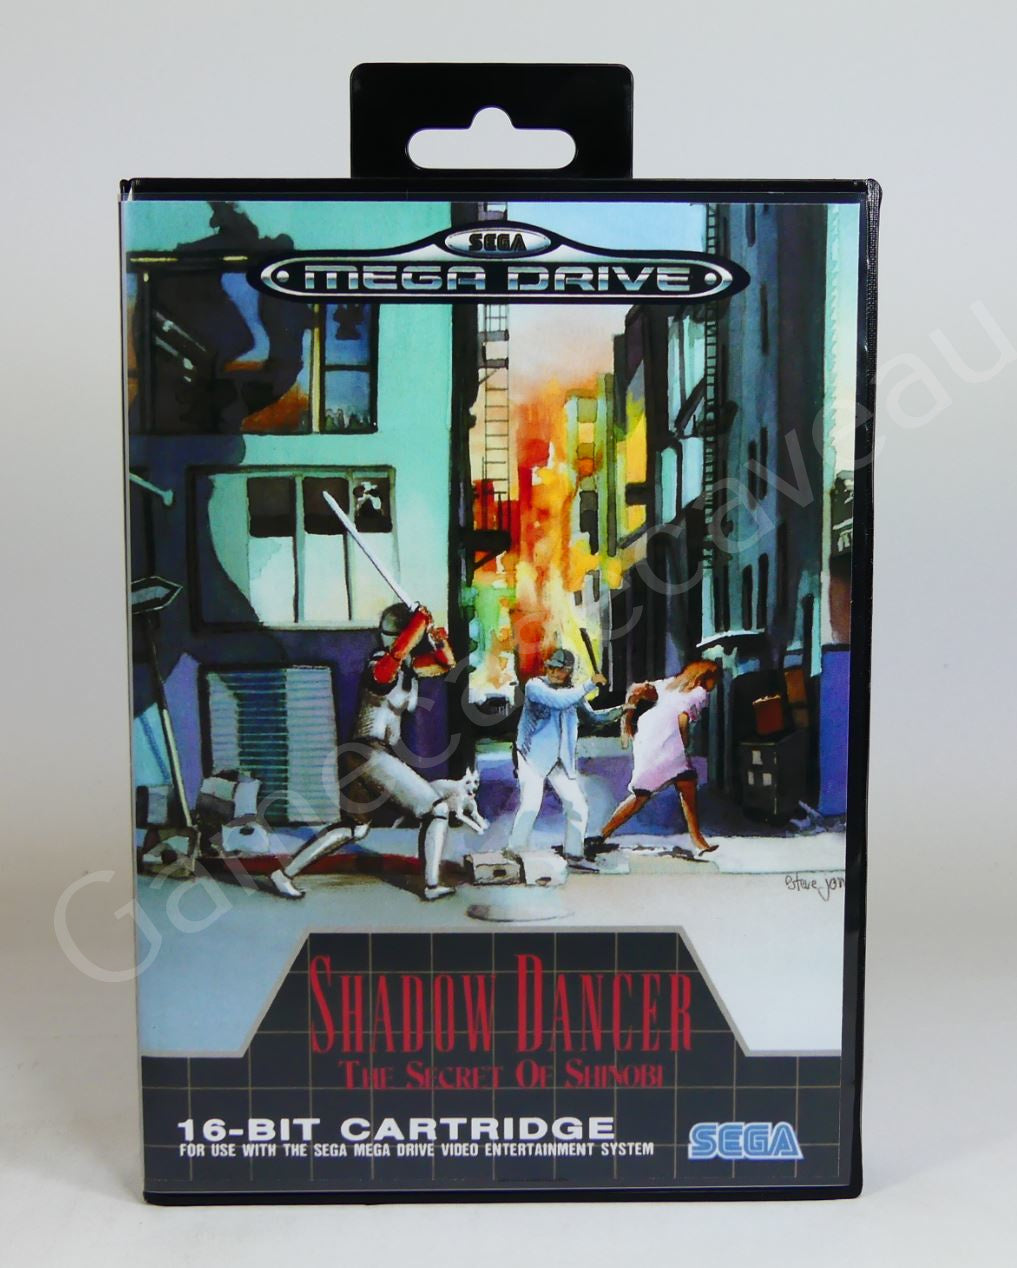 SEGA
MEGA DRIVE
SHADOW DANCER
THE SECRET OF SHINOBI
16-BIT CARTRIDGE
FOR USE WITH THE SEGA MEGA DRIVE VIDEO ENTERTAINMENT SYSTEM
SEGA
Gamecasecaveau